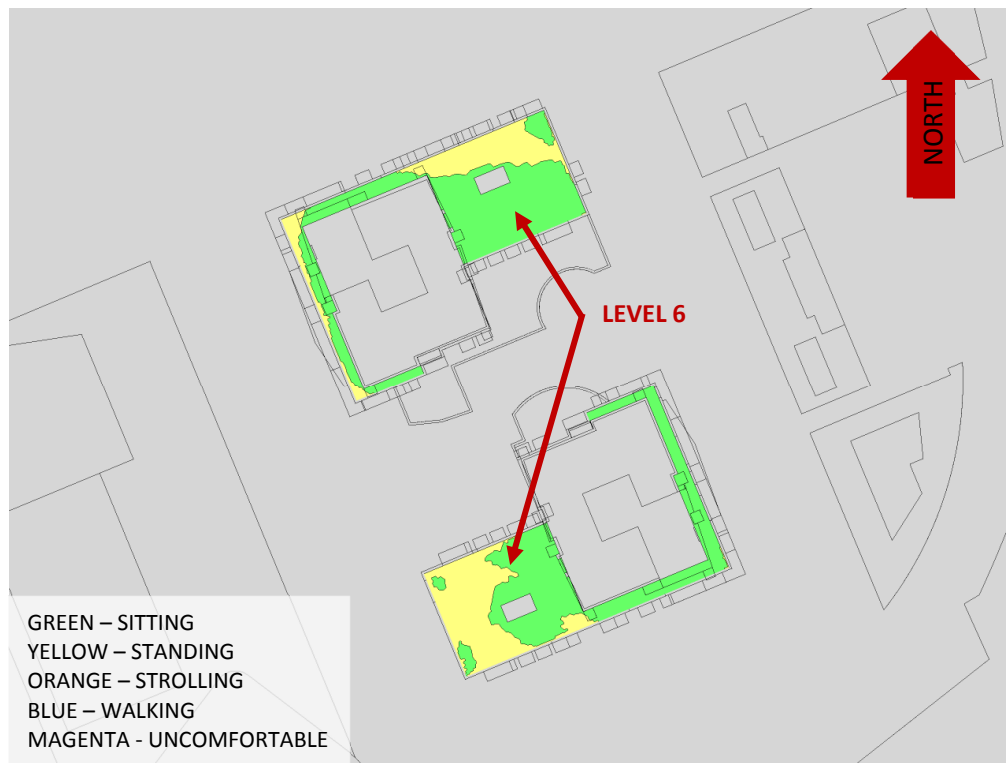 NORTH
LEVEL 6
GREEN – SITTING
YELLOW – STANDING
ORANGE – STROLLING
BLUE – WALKING
MAGENTA - UNCOMFORTABLE